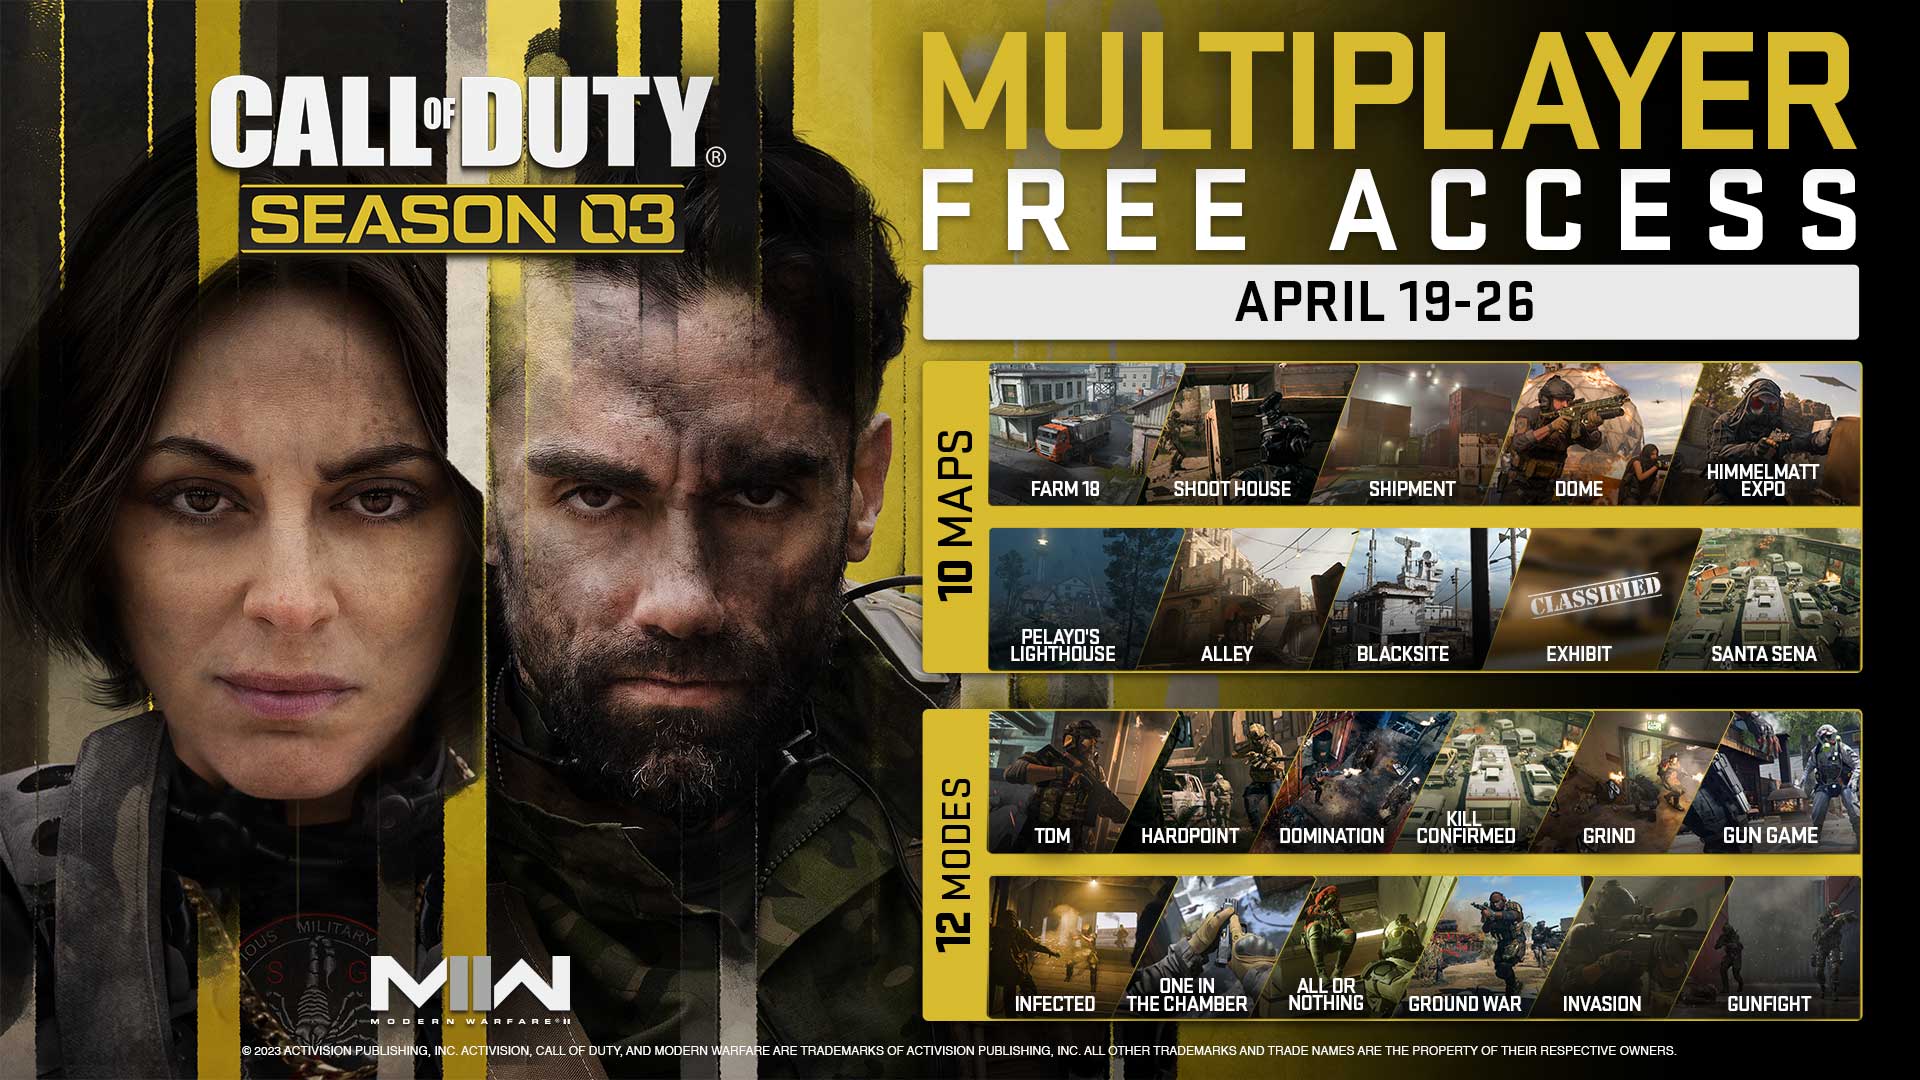 CALL OF DUTY®
SEASON 03
MULTIPLAYER
FREE ACCESS
APRIL 19-26
10 MAPS
FARM 18
SHOOT HOUSE
SHIPMENT
DOME
HIMMELMATT
EXPO
PELAYO'S
LIGHTHOUSE
ALLEY
BLACKSITE
CLASSIFIED
EXHIBIT
SANTA SENA
12 MODES
TDM
HARDPOINT
DOMINATION
KILL
CONFIRMED
GRIND
GUN GAME
INFECTED
ONE IN
THE CHAMBER
ALL OR
NOTHING
GROUND WAR
INVASION
GUNFIGHT
MILITARY
S G
MIIW
MODERN WARFARE® II
© 2023 ACTIVISION PUBLISHING, INC. ACTIVISION, CALL OF DUTY, AND MODERN WARFARE ARE TRADEMARKS OF ACTIVISION PUBLISHING, INC. ALL OTHER TRADEMARKS AND TRADE NAMES ARE THE PROPERTY OF THEIR RESPECTIVE OWNERS.